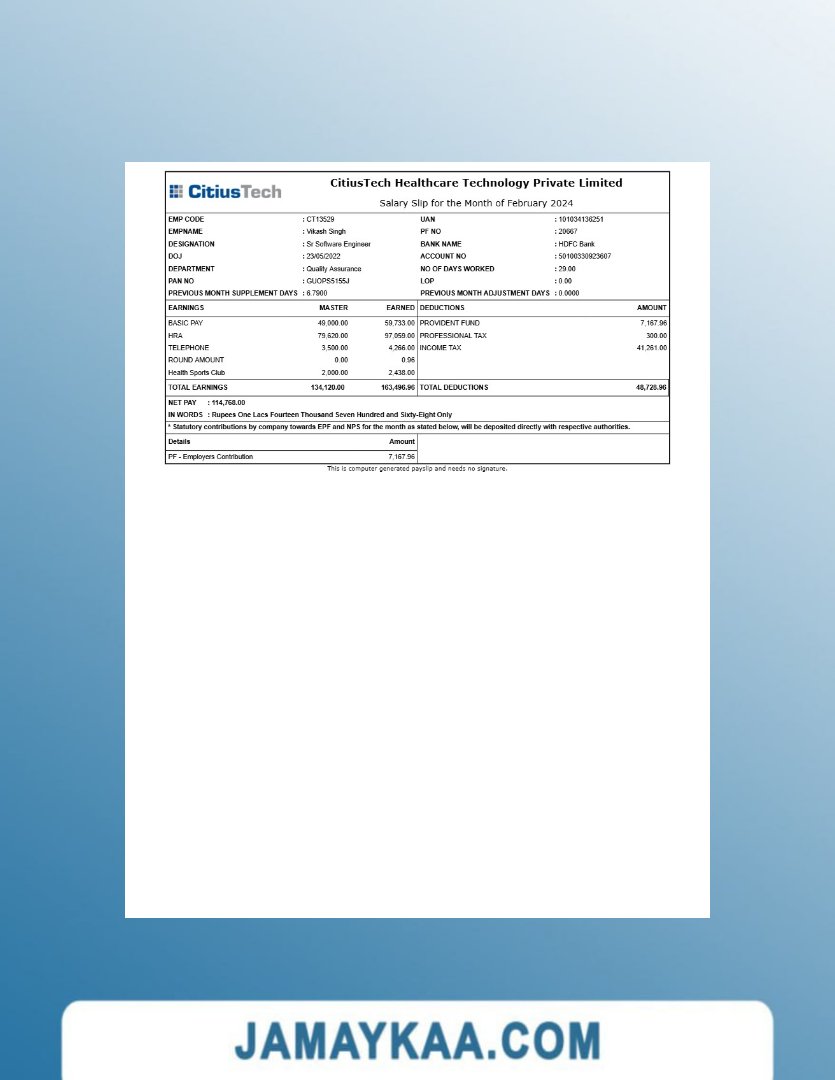 CitiusTech
CitiusTech Healthcare Technology Private Limited
Salary Slip for the Month of February 2024
EMP CODE : CT13529 UAN : 101034136251
EMPNAME : Vikash Singh PF NO : 20667
DESIGNATION : Sr Software Engineer BANK NAME : HDFC Bank
DOJ : 23/05/2022 ACCOUNT NO : 50100330923607
DEPARTMENT : Quality Assurance NO OF DAYS WORKED : 29.00
PAN NO : GUOPS5155J LOP : 0.00
PREVIOUS MONTH SUPPLEMENT DAYS : 6.7900 PREVIOUS MONTH ADJUSTMENT DAYS : 0.0000
EARNINGS MASTER EARNED DEDUCTIONS AMOUNT
BASIC PAY 49,000.00 59,733.00 PROVIDENT FUND 7,167.96
HRA 79,620.00 97,059.00 PROFESSIONAL TAX 300.00
TELEPHONE 3,500.00 4,266.00 INCOME TAX 41,261.00
ROUND AMOUNT 0.00 0.96
Health Sports Club 2,000.00 2,438.00
TOTAL EARNINGS 134,120.00 163,496.96 TOTAL DEDUCTIONS 48,728.96
NET PAY : 114,768.00
IN WORDS : Rupees One Lacs Fourteen Thousand Seven Hundred and Sixty-Eight Only
* Statutory contributions by company towards EPF and NPS for the month as stated below, will be deposited directly with respective authorities.
Details Amount
PF - Employers Contribution 7,167.96
This is computer generated payslip and needs no signature.
JAMAYKAA.COM